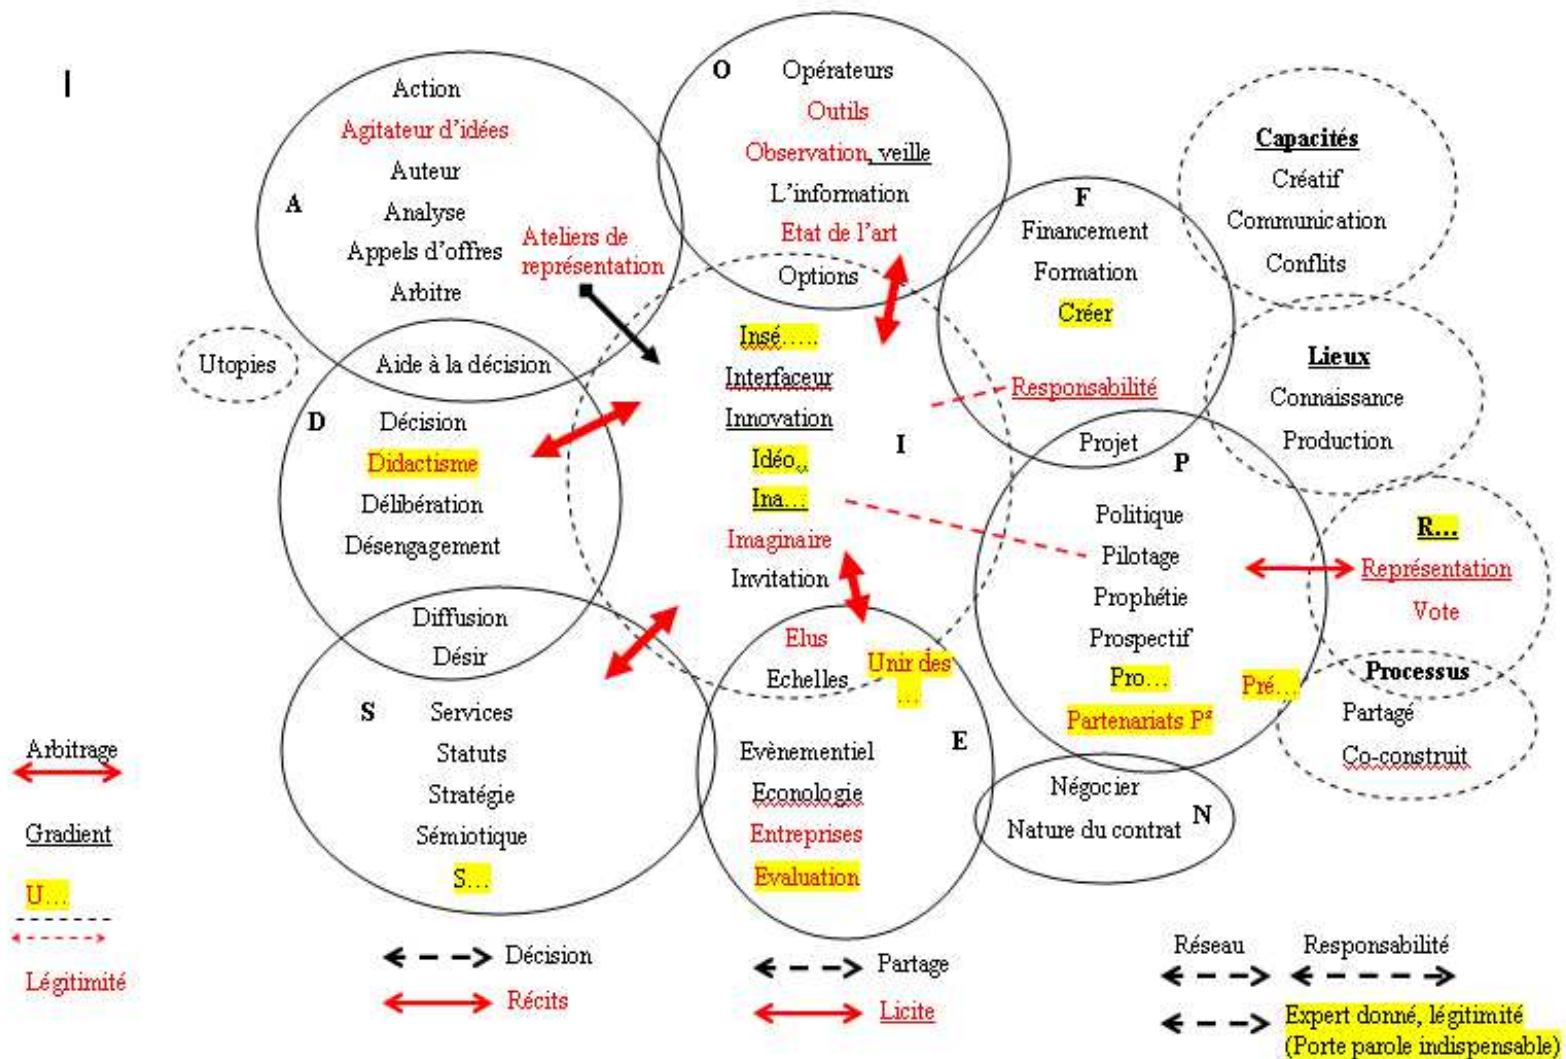 I
A
Action
Agitateur d'idées
Auteur
Analyse
Appels d'offres
Arbitre
Ateliers de
représentation
Aide à la décision
O
Opérateurs
Outils
Observation, veille
L'information
Etat de l'art
Options
F
Financement
Formation
Créer
Responsabilité
Projet
Capacités
Créatif
Communication
Conflits
Lieux
Connaissance
Production
Utopies
D
Décision
Didactisme
Délibération
Désengagement
Diffusion
Désir
I
Insé…..
Interfaceur
Innovation
Idéo..
Ina…
Imaginaire
Invitation
P
Politique
Pilotage
Prophétie
Prospectif
Pro…
Pré…
Partenariats P²
R…
Représentation
Vote
Processus
Partagé
Co-construit
S
Services
Statuts
Stratégie
Sémiotique
S…
Elus
Echelles
Unir des
…
E
Evènementiel
Econologie
Entreprises
Evaluation
Négocier
Nature du contrat
N
Arbitrage
Gradient
U…
Légitimité
Décision
Récits
Partage
Licite
Réseau
Responsabilité
Expert donné, légitimité
(Porte parole indispensable)